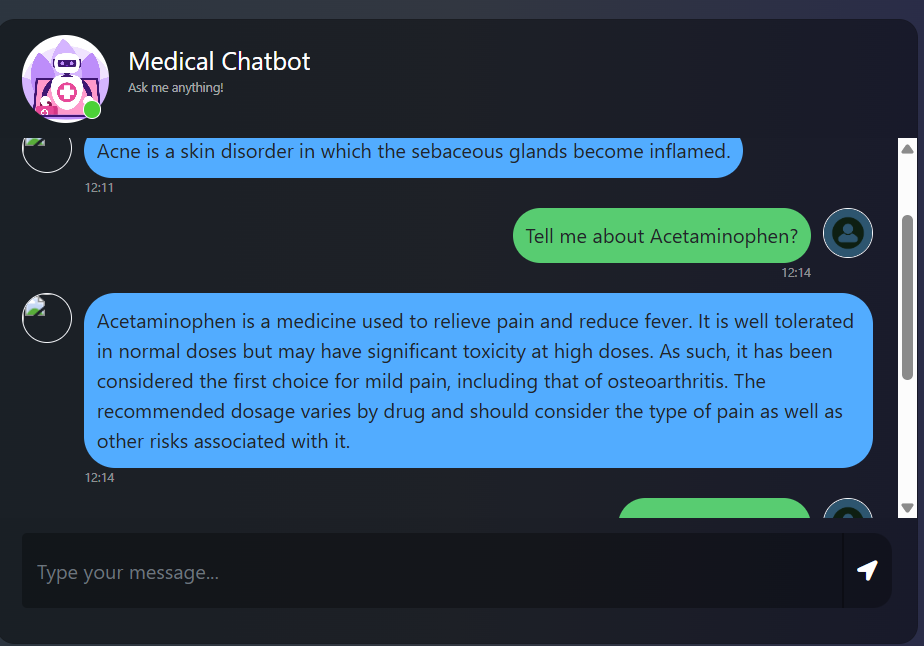 Medical Chatbot
Ask me anything!
Acne is a skin disorder in which the sebaceous glands become inflamed.
12:11
Tell me about Acetaminophen?
12:14
Acetaminophen is a medicine used to relieve pain and reduce fever. It is well tolerated
in normal doses but may have significant toxicity at high doses. As such, it has been
considered the first choice for mild pain, including that of osteoarthritis. The
recommended dosage varies by drug and should consider the type of pain as well as
other risks associated with it.
12:14
Type your message...